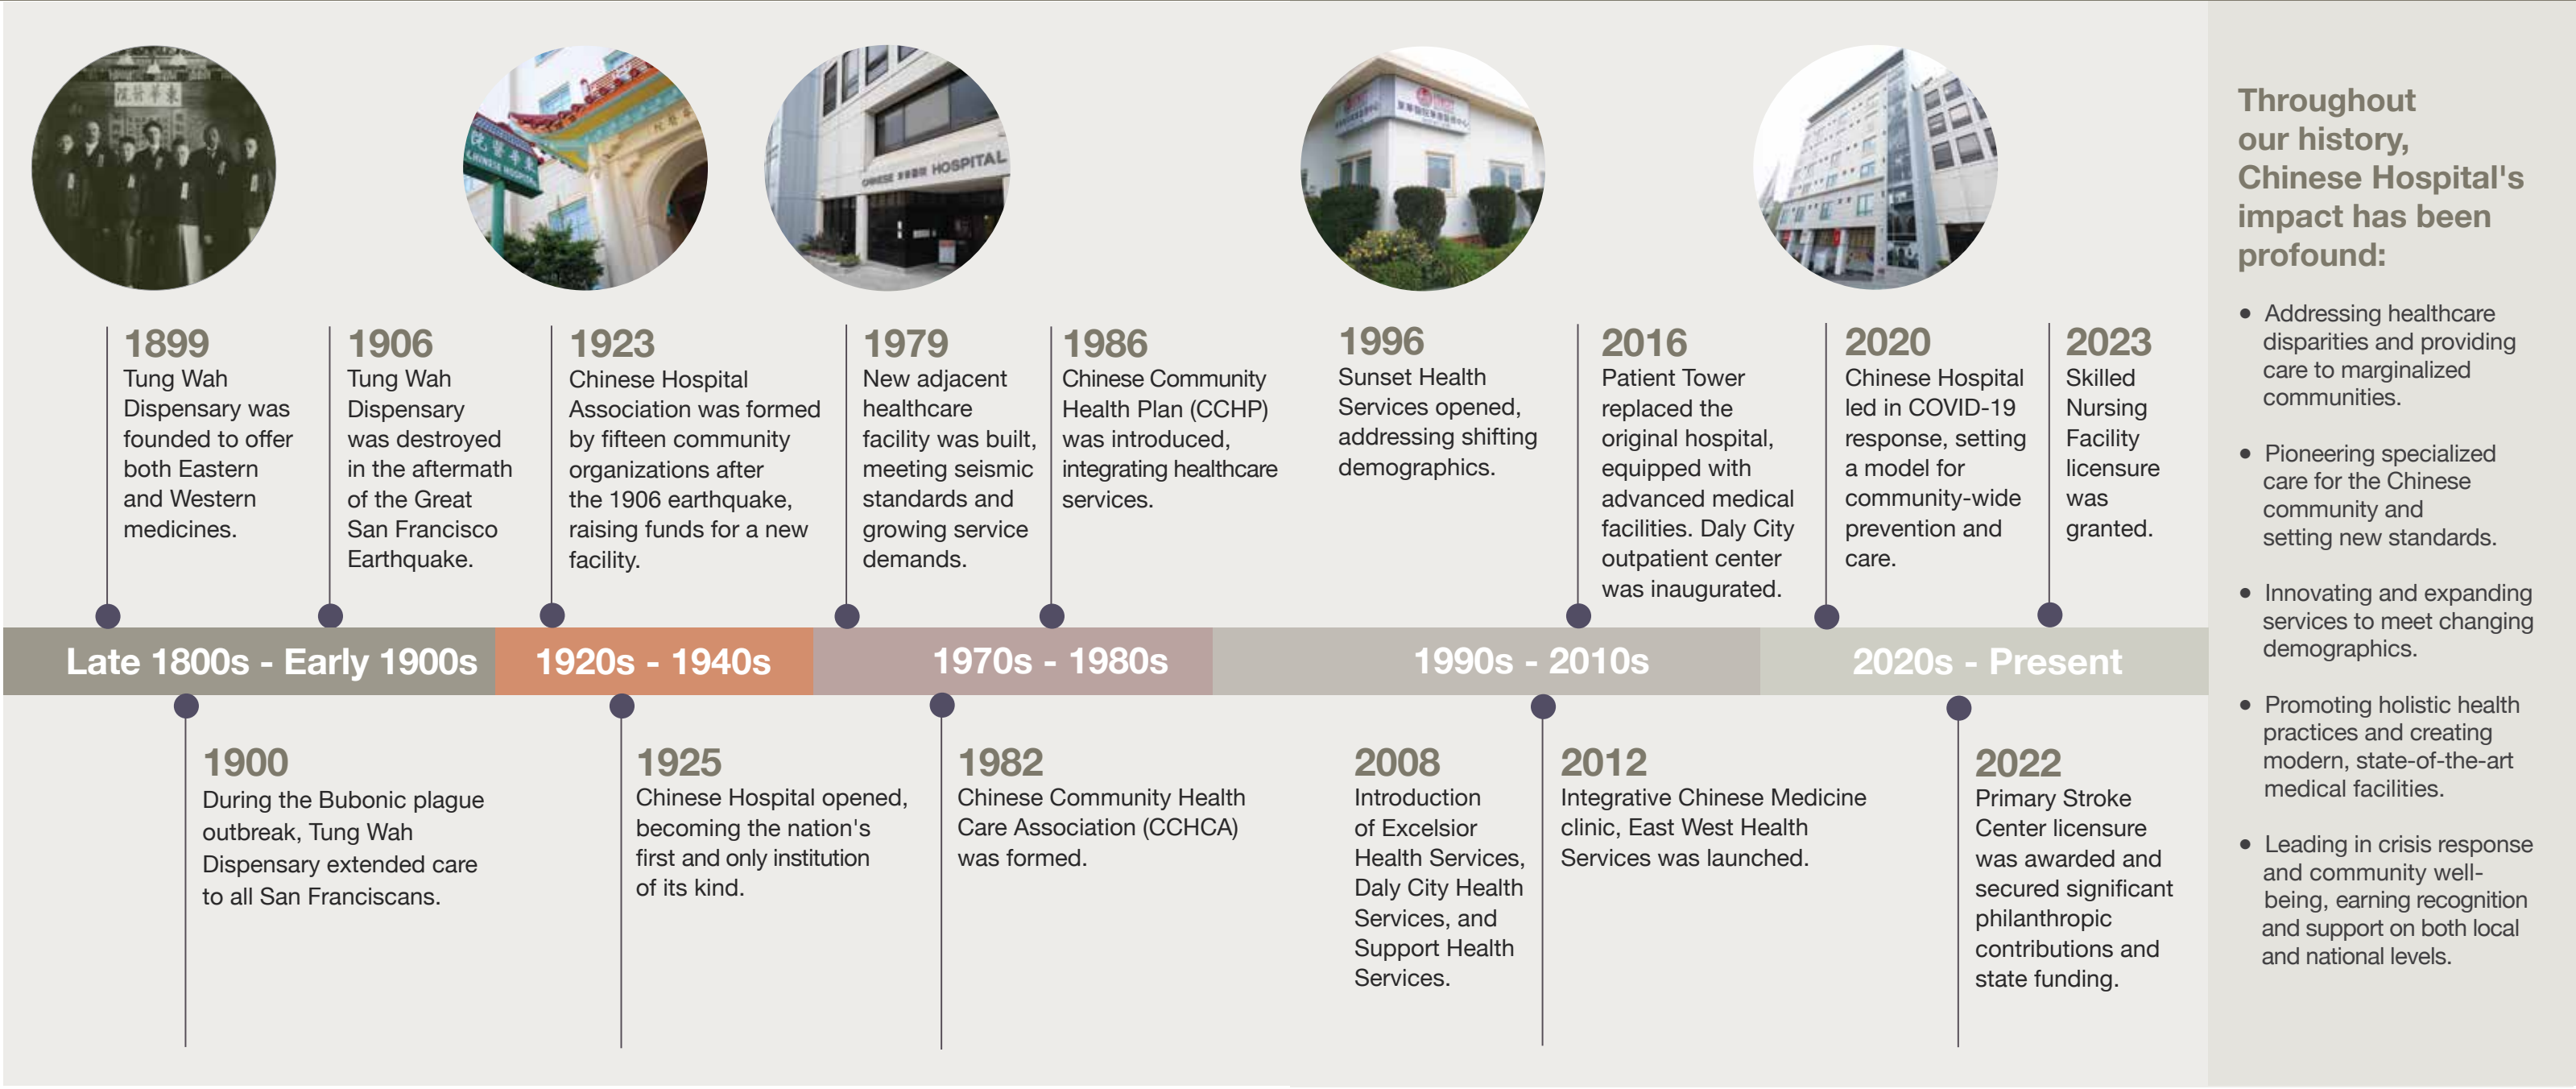 院醫華東
東華醫院
CHINESE HOSPITAL
CHINESE 東華醫院 HOSPITAL
1899
Tung Wah
Dispensary was
founded to offer
both Eastern
and Western
medicines.
1906
Tung Wah
Dispensary
was destroyed
in the aftermath
of the Great
San Francisco
Earthquake.
1923
Chinese Hospital
Association was formed
by fifteen community
organizations after
the 1906 earthquake,
raising funds for a new
facility.
1979
New adjacent
healthcare
facility was built,
meeting seismic
standards and
growing service
demands.
1986
Chinese Community
Health Plan (CCHP)
was introduced,
integrating healthcare
services.
1996
Sunset Health
Services opened,
addressing shifting
demographics.
2016
Patient Tower
replaced the
original hospital,
equipped with
advanced medical
facilities. Daly City
outpatient center
was inaugurated.
2020
Chinese Hospital
led in COVID-19
response, setting
a model for
community-wide
prevention and
care.
2023
Skilled
Nursing
Facility
licensure
was
granted.
Late 1800s - Early 1900s
1920s - 1940s
1970s - 1980s
1990s - 2010s
2020s - Present
1900
During the Bubonic plague
outbreak, Tung Wah
Dispensary extended care
to all San Franciscans.
1925
Chinese Hospital opened,
becoming the nation's
first and only institution
of its kind.
1982
Chinese Community Health
Care Association (CCHCA)
was formed.
2008
Introduction
of Excelsior
Health Services,
Daly City Health
Services, and
Support Health
Services.
2012
Integrative Chinese Medicine
clinic, East West Health
Services was launched.
2022
Primary Stroke
Center licensure
was awarded and
secured significant
philanthropic
contributions and
state funding.
Throughout
our history,
Chinese Hospital's
impact has been
profound:
• Addressing healthcare
disparities and providing
care to marginalized
communities.
• Pioneering specialized
care for the Chinese
community and
setting new standards.
• Innovating and expanding
services to meet changing
demographics.
• Promoting holistic health
practices and creating
modern, state-of-the-art
medical facilities.
• Leading in crisis response
and community well-
being, earning recognition
and support on both local
and national levels.